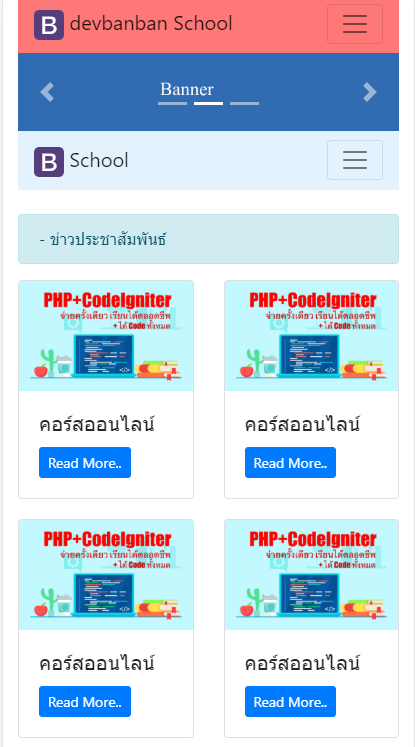 B devbanban School
Banner
B School
- ข่าวประชาสัมพันธ์
PHP+CodeIgniter
จ่ายครั้งเดียว เรียนได้ตลอดชีพ
+ ได้ Code ทั้งหมด
คอร์สออนไลน์
Read More..
PHP+CodeIgniter
จ่ายครั้งเดียว เรียนได้ตลอดชีพ
+ ได้ Code ทั้งหมด
คอร์สออนไลน์
Read More..
PHP+CodeIgniter
จ่ายครั้งเดียว เรียนได้ตลอดชีพ
+ ได้ Code ทั้งหมด
คอร์สออนไลน์
Read More..
PHP+CodeIgniter
จ่ายครั้งเดียว เรียนได้ตลอดชีพ
+ ได้ Code ทั้งหมด
คอร์สออนไลน์
Read More..